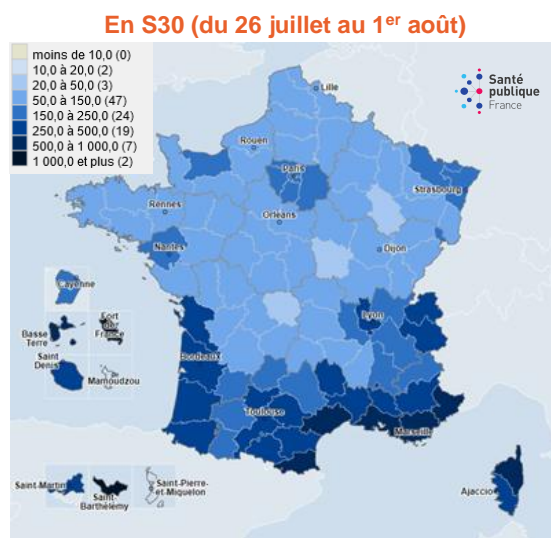 En S30 (du 26 juillet au 1er août)
moins de 10,0 (0)
10,0 à 20,0 (2)
20,0 à 50,0 (3)
50,0 à 150,0 (47)
150,0 à 250,0 (24)
250,0 à 500,0 (19)
500,0 à 1 000,0 (7)
1 000,0 et plus (2)
Santé
publique
France
Lille
Rouen
Paris
Strasbourg
Rennes
Orléans
Nantes
Dijon
Cayenne
Lyon
Basse
Terre
Fort
de
France
Saint
Denis
Mamoudzou
Bordeaux
Toulouse
Marseille
Saint-Martin
Saint-
Barthélémy
Saint-Pierre-
et-Miquelon
Ajaccio